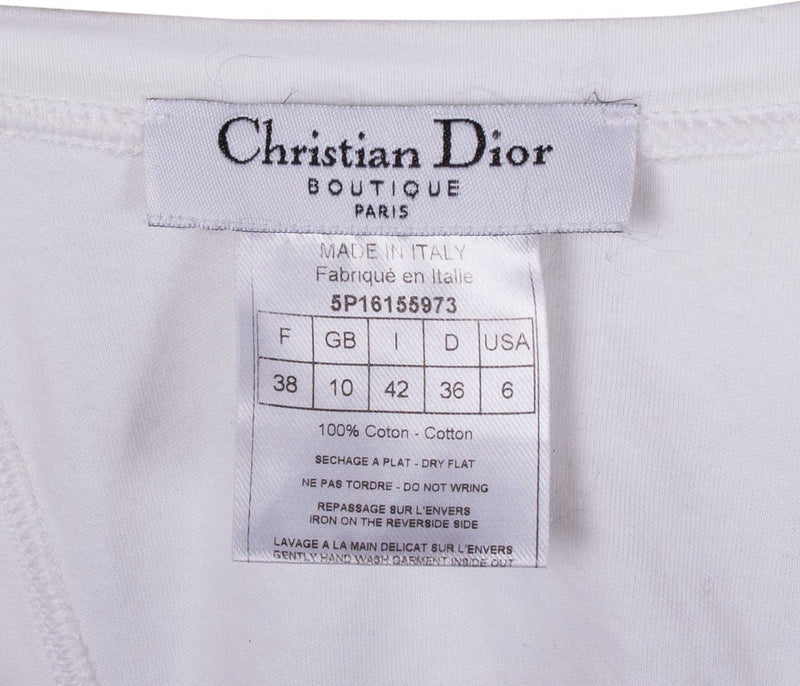 Christian Dior
BOUTIQUE
PARIS
MADE IN ITALY
Fabriqué en Italie
5P16155973
F GB I D USA
38 10 42 36 6
100% Coton - Cotton
SECHAGE A PLAT - DRY FLAT
NE PAS TORDRE - DO NOT WRING
REPASSAGE SUR L'ENVERS
IRON ON THE REVERSIDE SIDE
LAVAGE A LA MAIN DELICAT SUR L'ENVERS
GENTLY HAND WASH GARMENT INSIDE OUT